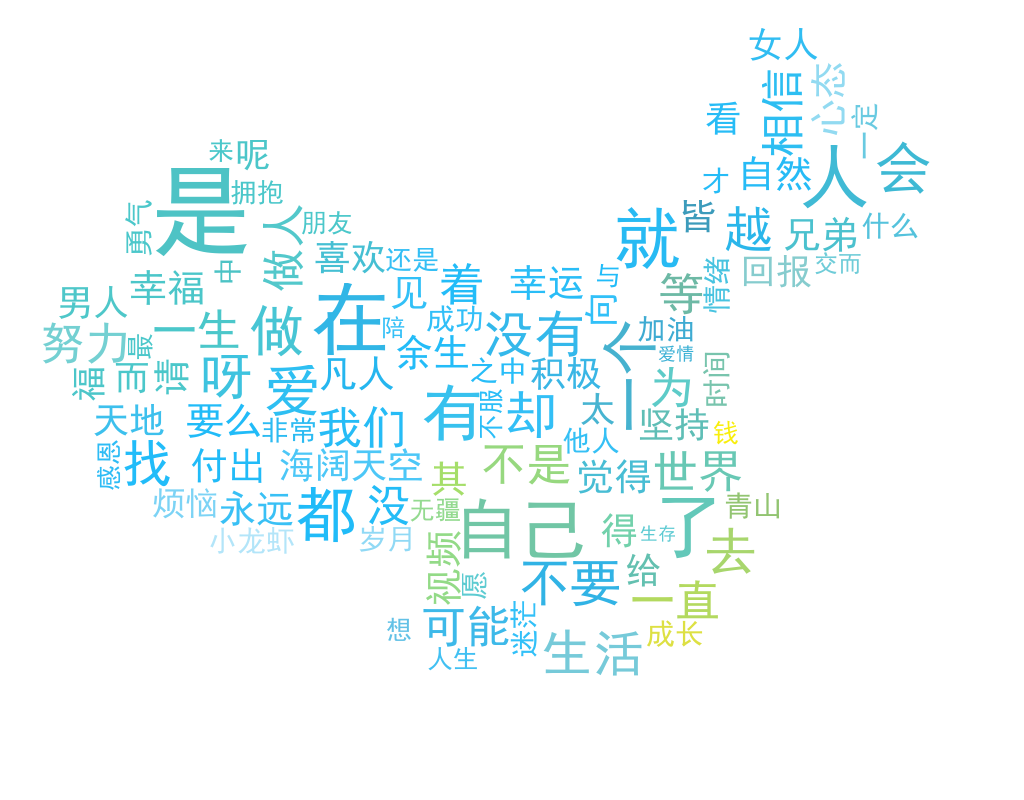 女人
相信
心态
看
一定
人
会
来
呢
才
自然
是
拥抱
勇气
做人
朋友
就
皆
越
兄弟
什么
喜欢
还是
中
回报
交而
男人
幸福
见
着
幸运
与
向
等
情绪
努力
最
一生
做
在
陪
成功
余生
没有
一个
加油
爱情
福
而
请
呀
爱
凡人
之中
积极
为
时间
天地
要么
非常
我们
有
不服
却
太
坚持
钱
他人
感恩
找
付出
海阔天空
其
不是
觉得
世界
烦恼
永远
都
没
无疆
自己
得
生存
了
青山
小龙虾
岁月
视频
愿
不要
给
去
一直
想
可能
迷茫
成长
人生
生活